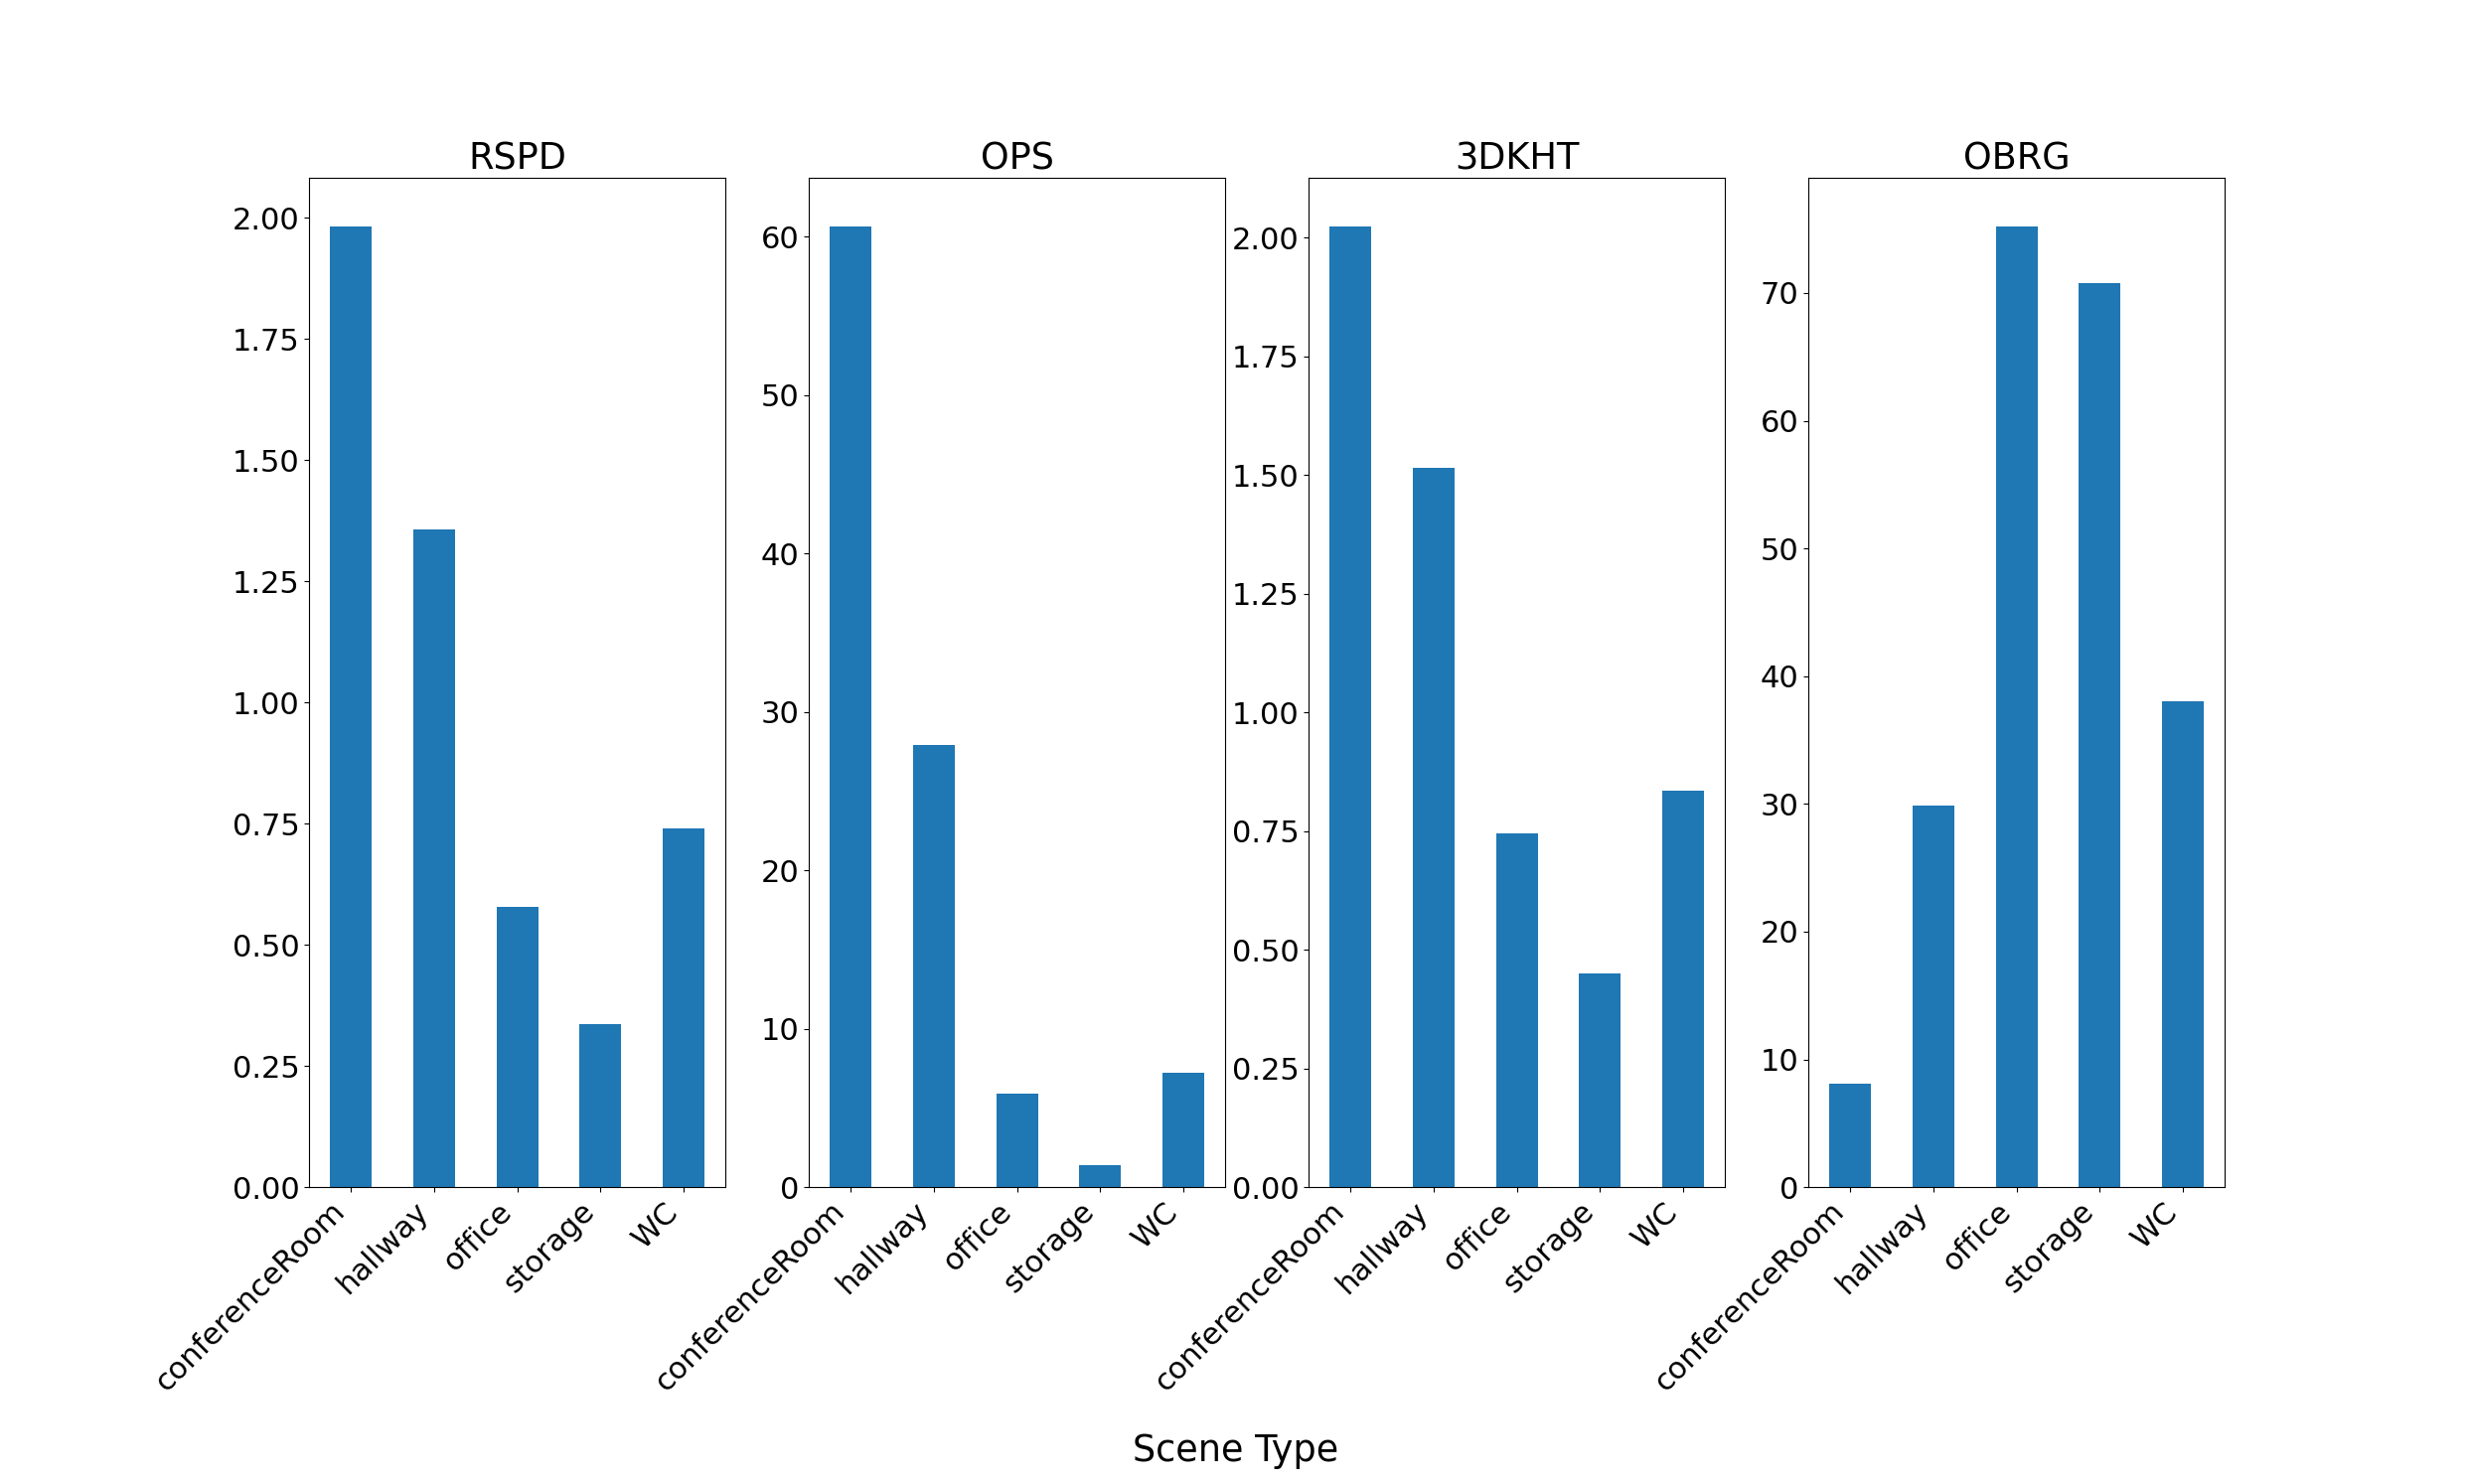 RSPD
OPS
3DKHT
OBRG
2.00
1.75
1.50
1.25
1.00
0.75
0.50
0.25
0.00
conferenceRoom
hallway
office
storage
WC
60
50
40
30
20
10
0
conferenceRoom
hallway
office
storage
WC
2.00
1.75
1.50
1.25
1.00
0.75
0.50
0.25
0.00
conferenceRoom
hallway
office
storage
WC
70
60
50
40
30
20
10
0
conferenceRoom
hallway
office
storage
WC
Scene Type